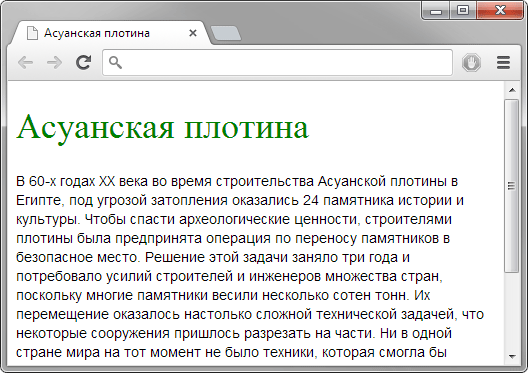 Асуанская плотина
Асуанская плотина
В 60-х годах XX века во время строительства Асуанской плотины в
Египте, под угрозой затопления оказались 24 памятника истории и
культуры. Чтобы спасти археологические ценности, строителями
плотины была предпринята операция по переносу памятников в
безопасное место. Решение этой задачи заняло три года и
потребовало усилий строителей и инженеров множества стран,
поскольку многие памятники весили несколько сотен тонн. Их
перемещение оказалось настолько сложной технической задачей, что
некоторые сооружения пришлось разрезать на части. Ни в одной
стране мира на тот момент не было техники, которая смогла бы